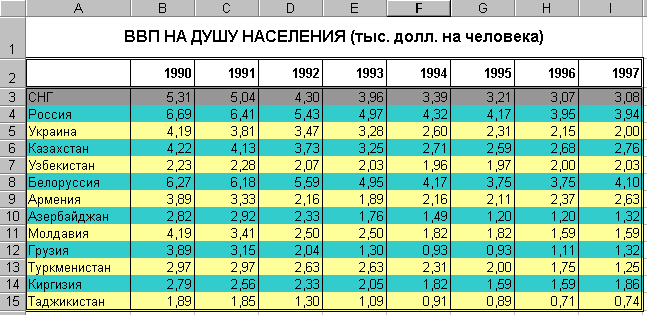 A B C D E F G H I
1 ВВП НА ДУШУ НАСЕЛЕНИЯ (тыс. долл. на человека)
2 1990 1991 1992 1993 1994 1995 1996 1997
3 СНГ 5,31 5,04 4,30 3,96 3,39 3,21 3,07 3,08
4 Россия 6,69 6,41 5,43 4,97 4,32 4,17 3,95 3,94
5 Украина 4,19 3,81 3,47 3,28 2,60 2,31 2,15 2,00
6 Казахстан 4,22 4,13 3,73 3,25 2,71 2,59 2,68 2,76
7 Узбекистан 2,23 2,28 2,07 2,03 1,96 1,97 2,00 2,03
8 Белоруссия 6,27 6,18 5,59 4,95 4,17 3,75 3,75 4,10
9 Армения 3,89 3,33 2,16 1,89 2,16 2,11 2,37 2,63
10 Азербайджан 2,82 2,92 2,33 1,76 1,49 1,20 1,20 1,32
11 Молдавия 4,19 3,41 2,50 2,50 1,82 1,82 1,59 1,59
12 Грузия 3,89 3,15 2,04 1,30 0,93 0,93 1,11 1,32
13 Туркменистан 2,97 2,97 2,63 2,63 2,31 2,00 1,75 1,25
14 Киргизия 2,79 2,56 2,33 2,05 1,82 1,59 1,59 1,86
15 Таджикистан 1,89 1,85 1,30 1,09 0,91 0,89 0,71 0,74